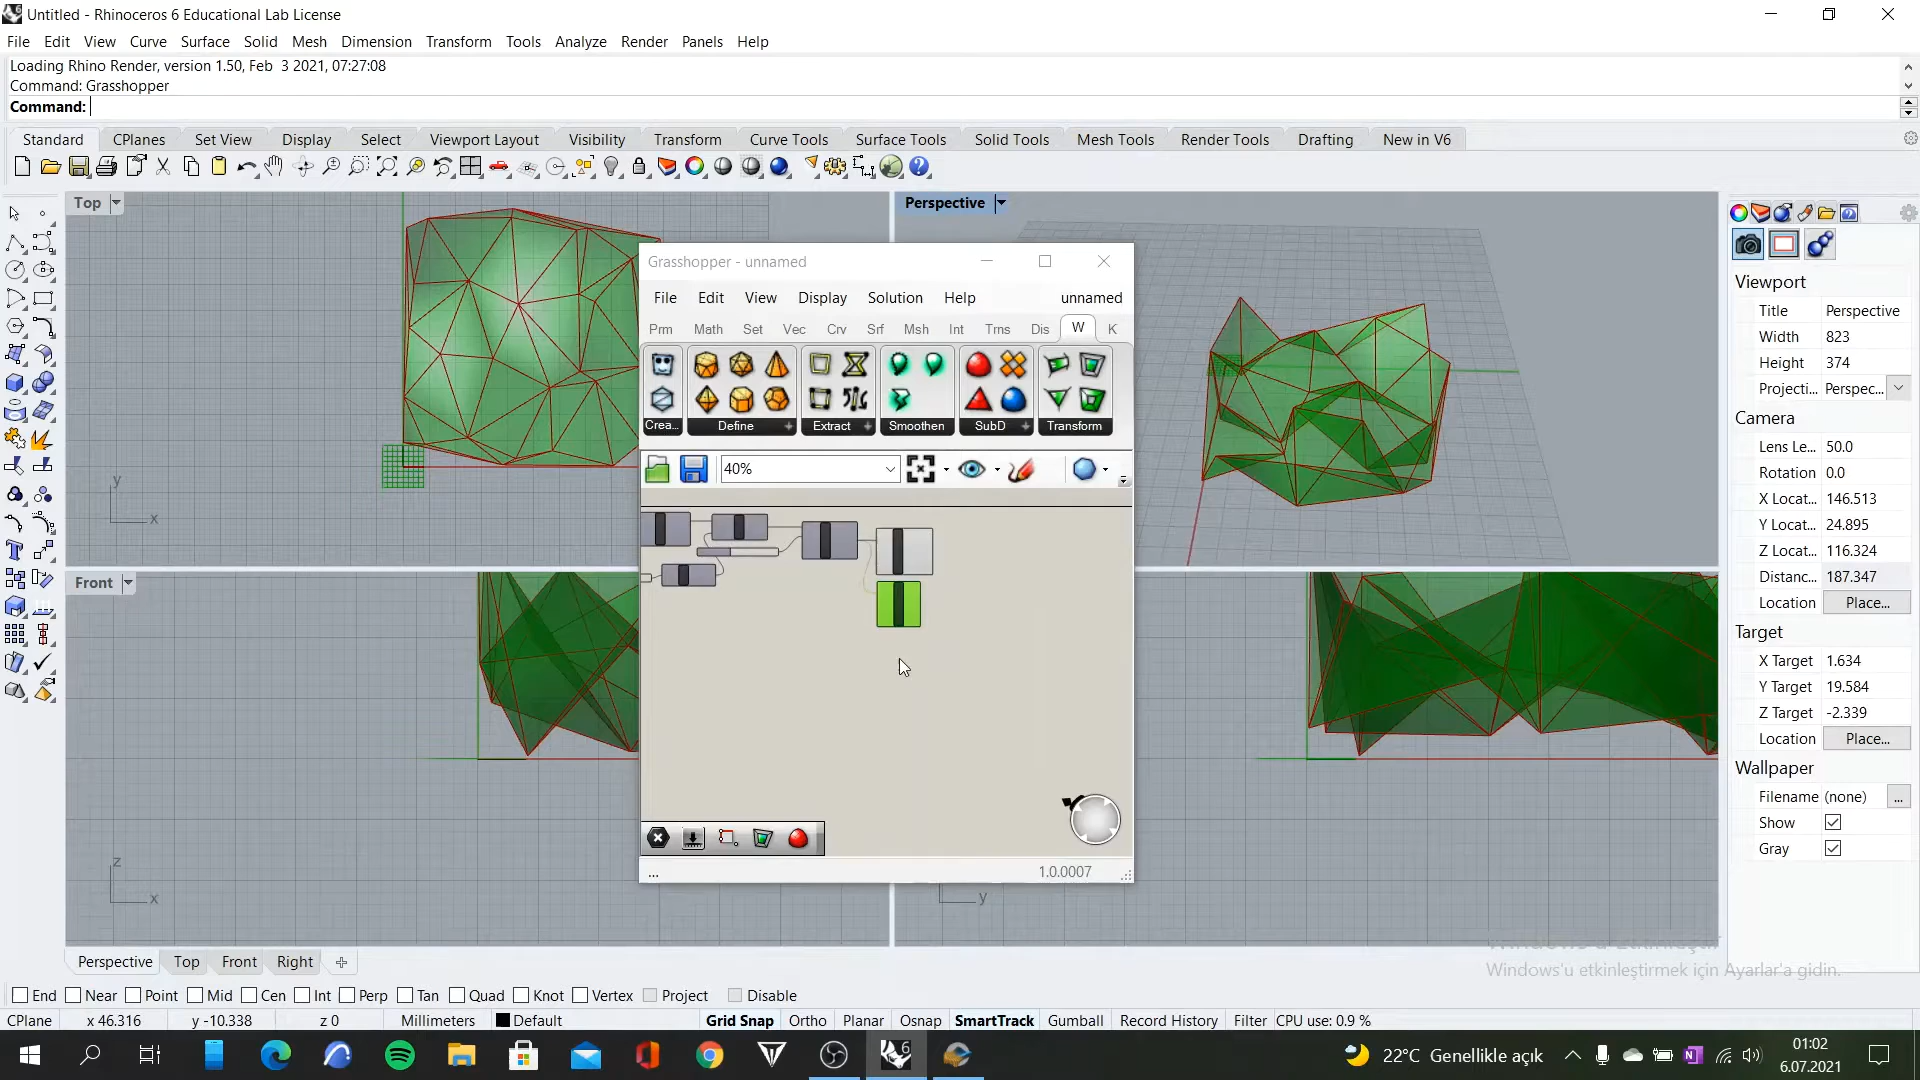 Untitled - Rhinoceros 6 Educational Lab License
File Edit View Curve Surface Solid Mesh Dimension Transform Tools Analyze Render Panels Help
Loading Rhino Render, version 1.50, Feb 3 2021, 07:27:08
Command: Grasshopper
Command:
Standard CPlanes Set View Display Select Viewport Layout Visibility Transform Curve Tools Surface Tools Solid Tools Mesh Tools Render Tools Drafting New in V6
Top
Perspective
Grasshopper - unnamed
File Edit View Display Solution Help unnamed
Prm Math Set Vec Crv Srf Msh Int Trns Dis W K
Crea... Define Extract Smoothen SubD Transform
40%
1.0.0007
...
y
x
Front
z
x
y
Viewport
Title Perspective
Width 823
Height 374
Projecti... Perspec...
Camera
Lens Le... 50.0
Rotation 0.0
X Locat... 146.513
Y Locat... 24.895
Z Locat... 116.324
Distanc... 187.347
Location Place...
Target
X Target 1.634
Y Target 19.584
Z Target -2.339
Location Place...
Wallpaper
Filename (none) ...
Show
Gray
Windows'u etkinleştirmek için Ayarlar'a gidin.
Perspective Top Front Right
End Near Point Mid Cen Int Perp Tan Quad Knot Vertex Project Disable
CPlane x 46.316 y -10.338 z 0 Millimeters Default Grid Snap Ortho Planar Osnap SmartTrack Gumball Record History Filter CPU use: 0.9 %
22°C Genellikle açık
01:02
6.07.2021